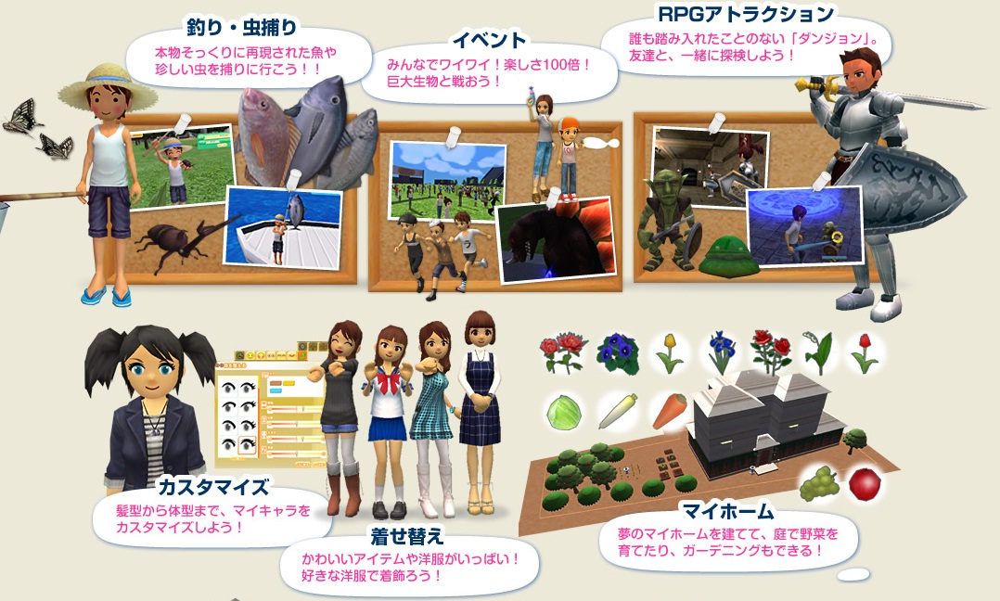 釣り・虫捕り
本物そっくりに再現された魚や
珍しい虫を捕りに行こう！！
イベント
みんなでワイワイ！楽しさ100倍！
巨大生物と戦おう！
RPGアトラクション
誰も踏み入れたことのない「ダンジョン」。
友達と、一緒に探検しよう！
カスタマイズ
髪型から体型まで、マイキャラを
カスタマイズしよう！
着せ替え
かわいいアイテムや洋服がいっぱい！
好きな洋服で着飾ろう！
マイホーム
夢のマイホームを建てて、庭で野菜を
育てたり、ガーデニングもできる！